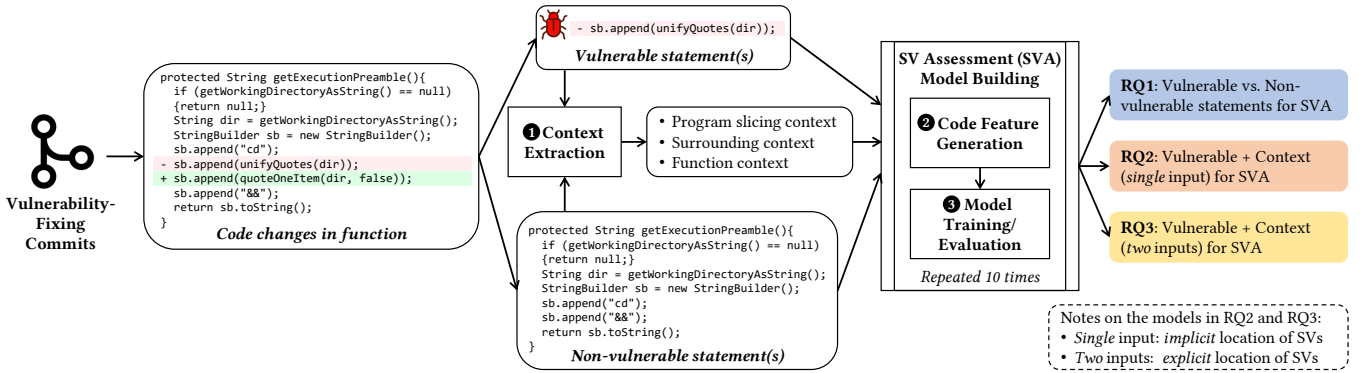 Vulnerability-
Fixing
Commits
protected String getExecutionPreamble(){
if (getWorkingDirectoryAsString() == null)
{return null;}
String dir = getWorkingDirectoryAsString();
StringBuilder sb = new StringBuilder();
sb.append("cd");
- sb.append(unifyQuotes(dir));
+ sb.append(quoteOneItem(dir, false));
sb.append("&&");
return sb.toString();
}
Code changes in function
- sb.append(unifyQuotes(dir));
Vulnerable statement(s)
1 Context
Extraction
• Program slicing context
• Surrounding context
• Function context
protected String getExecutionPreamble(){
if (getWorkingDirectoryAsString() == null)
{return null;}
String dir = getWorkingDirectoryAsString();
StringBuilder sb = new StringBuilder();
sb.append("cd");
sb.append("&&");
return sb.toString();
}
Non-vulnerable statement(s)
SV Assessment (SVA)
Model Building
2 Code Feature
Generation
3 Model
Training/
Evaluation
Repeated 10 times
RQ1: Vulnerable vs. Non-
vulnerable statements for SVA
RQ2: Vulnerable + Context
(single input) for SVA
RQ3: Vulnerable + Context
(two inputs) for SVA
Notes on the models in RQ2 and RQ3:
• Single input: implicit location of SVs
• Two inputs: explicit location of SVs